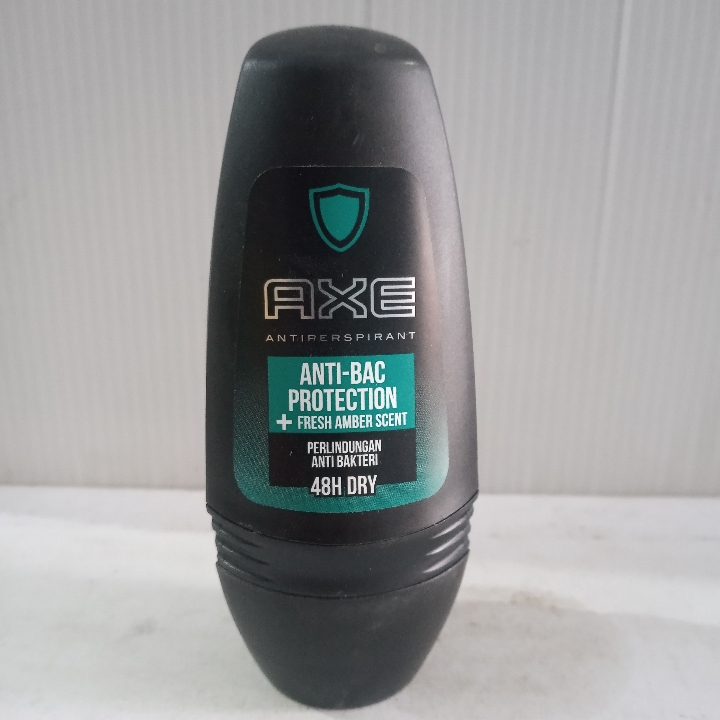 AXE
ANTIPERSPIRANT
ANTI-BAC
PROTECTION
+ FRESH AMBER SCENT
PERLINDUNGAN
ANTI BAKTERI
48H DRY